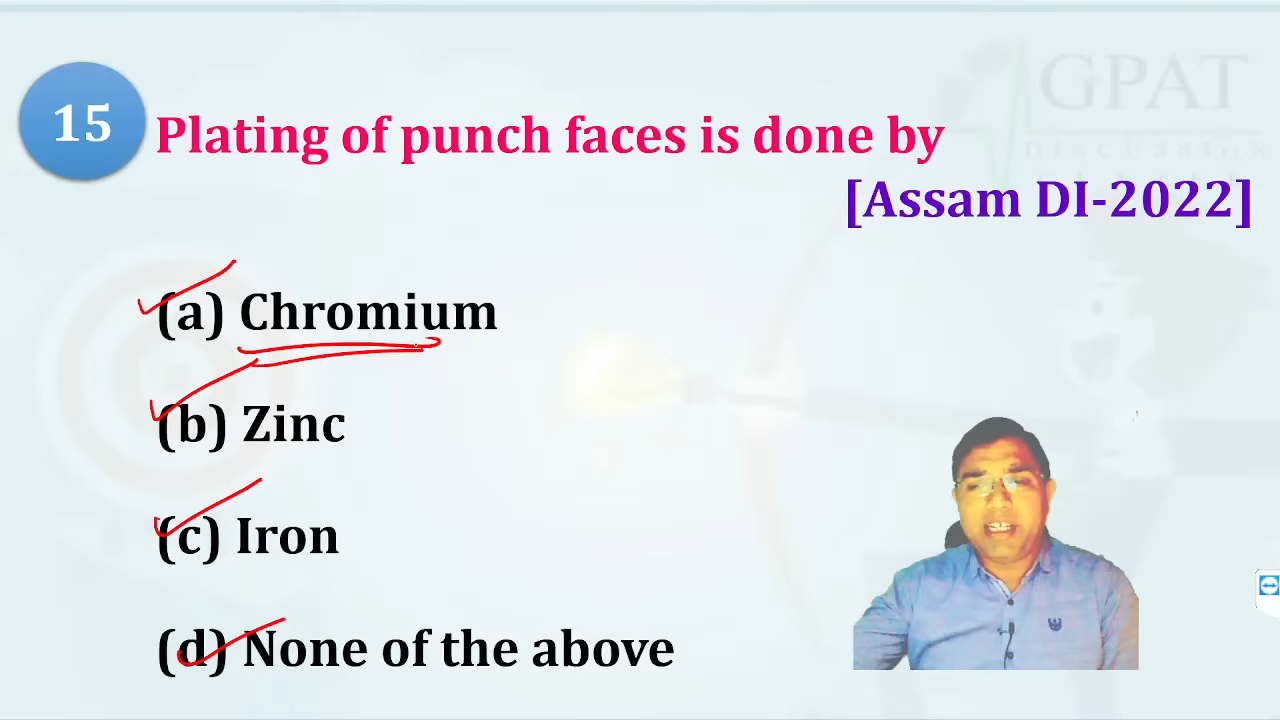 15
Plating of punch faces is done by
[Assam DI-2022]
(a) Chromium
(b) Zinc
(c) Iron
(d) None of the above
GPAT
DISCUSSION